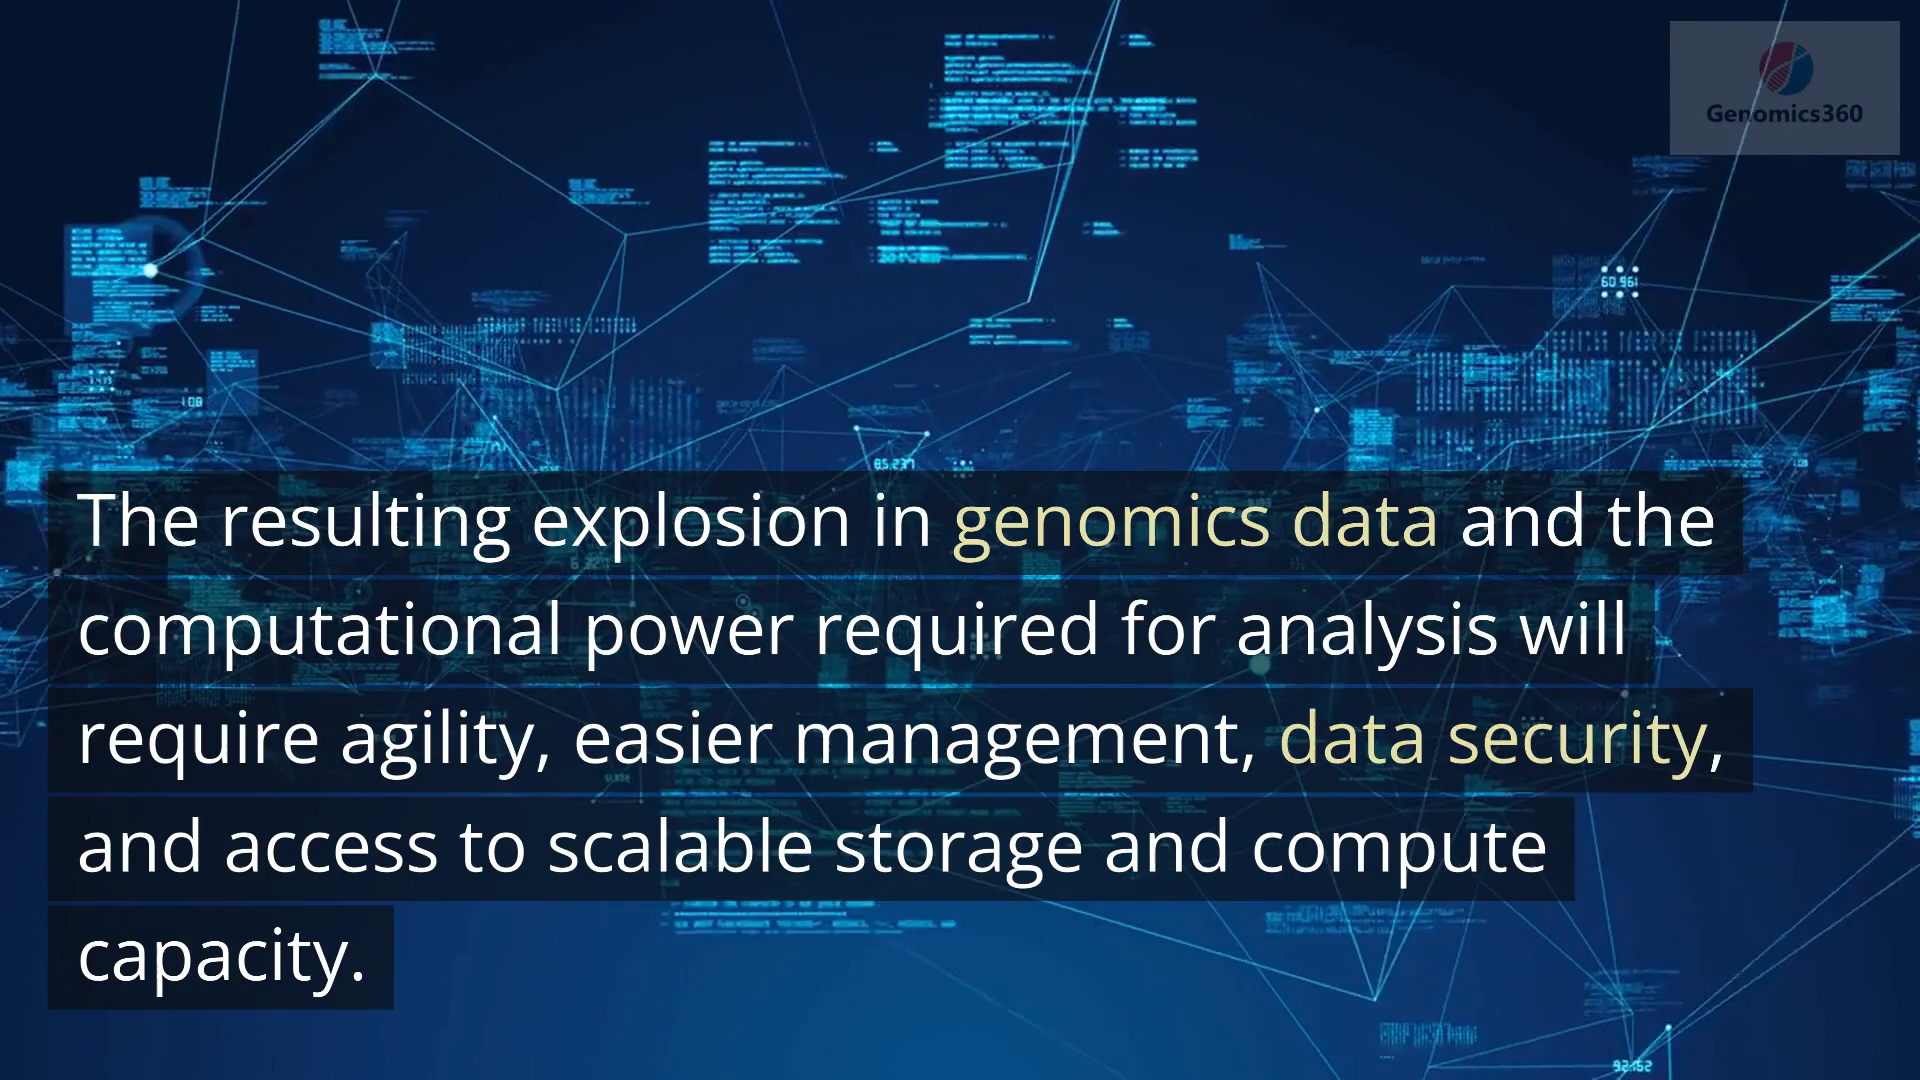 Genomics360
The resulting explosion in genomics data and the
computational power required for analysis will
require agility, easier management, data security,
and access to scalable storage and compute
capacity.